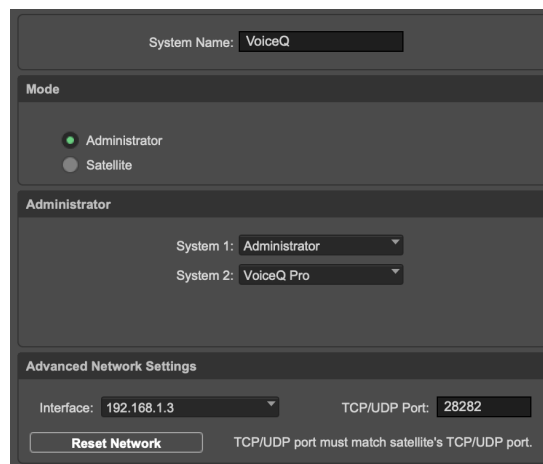 System Name: VoiceQ
Mode
Administrator
Satellite
Administrator
System 1: Administrator
System 2: VoiceQ Pro
Advanced Network Settings
Interface: 192.168.1.3 TCP/UDP Port: 28282
Reset Network TCP/UDP port must match satellite's TCP/UDP port.